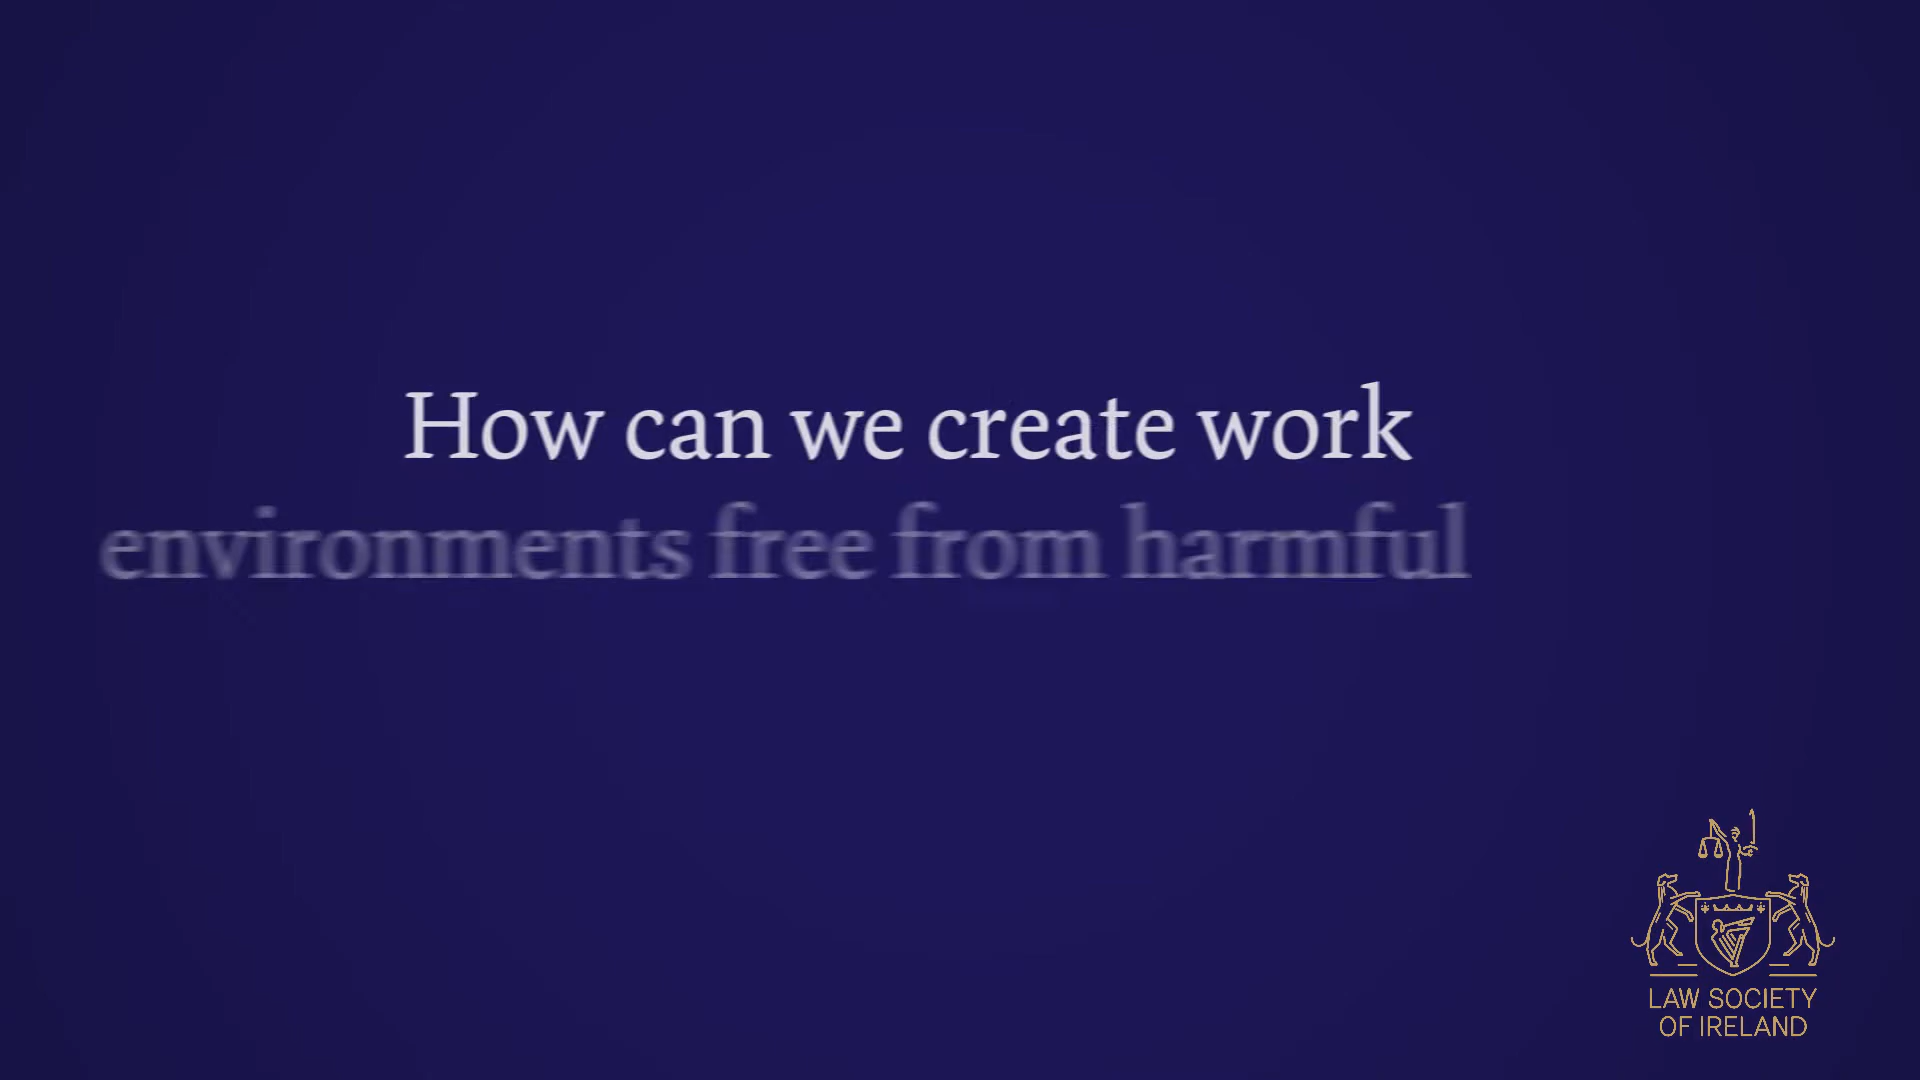 How can we create work
environments free from harmful
LAW SOCIETY
OF IRELAND